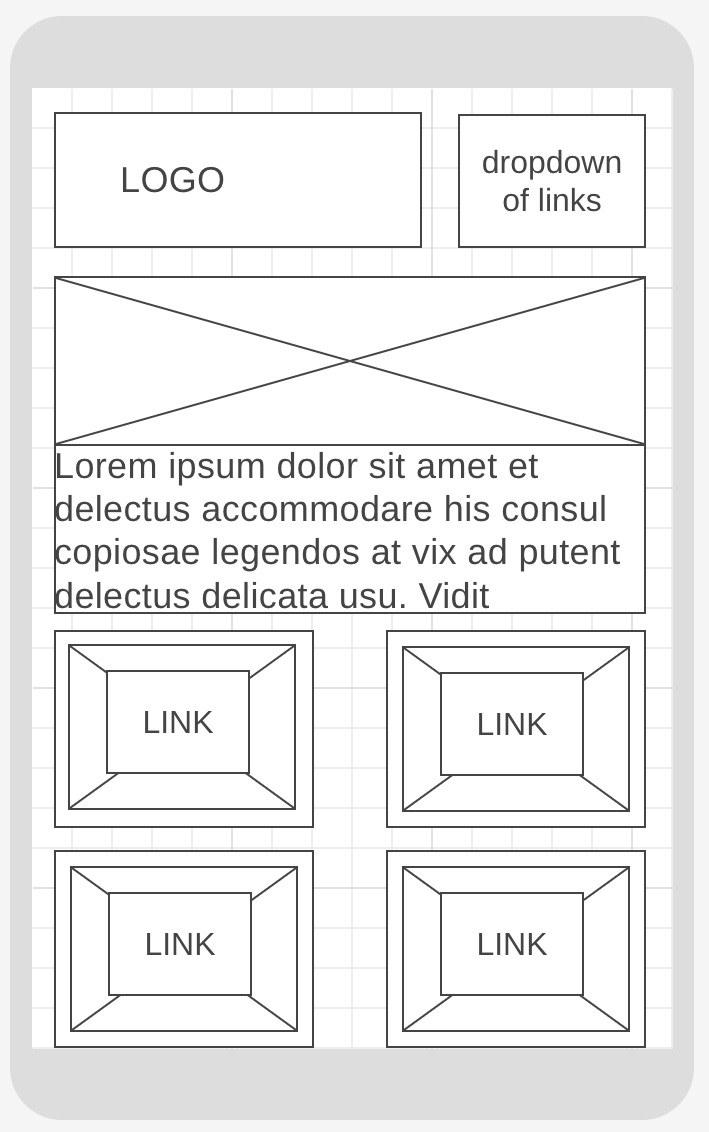 LOGO
dropdown
of links
Lorem ipsum dolor sit amet et
delectus accommodare his consul
copiosae legendos at vix ad putent
delectus delicata usu. Vidit
LINK
LINK
LINK
LINK